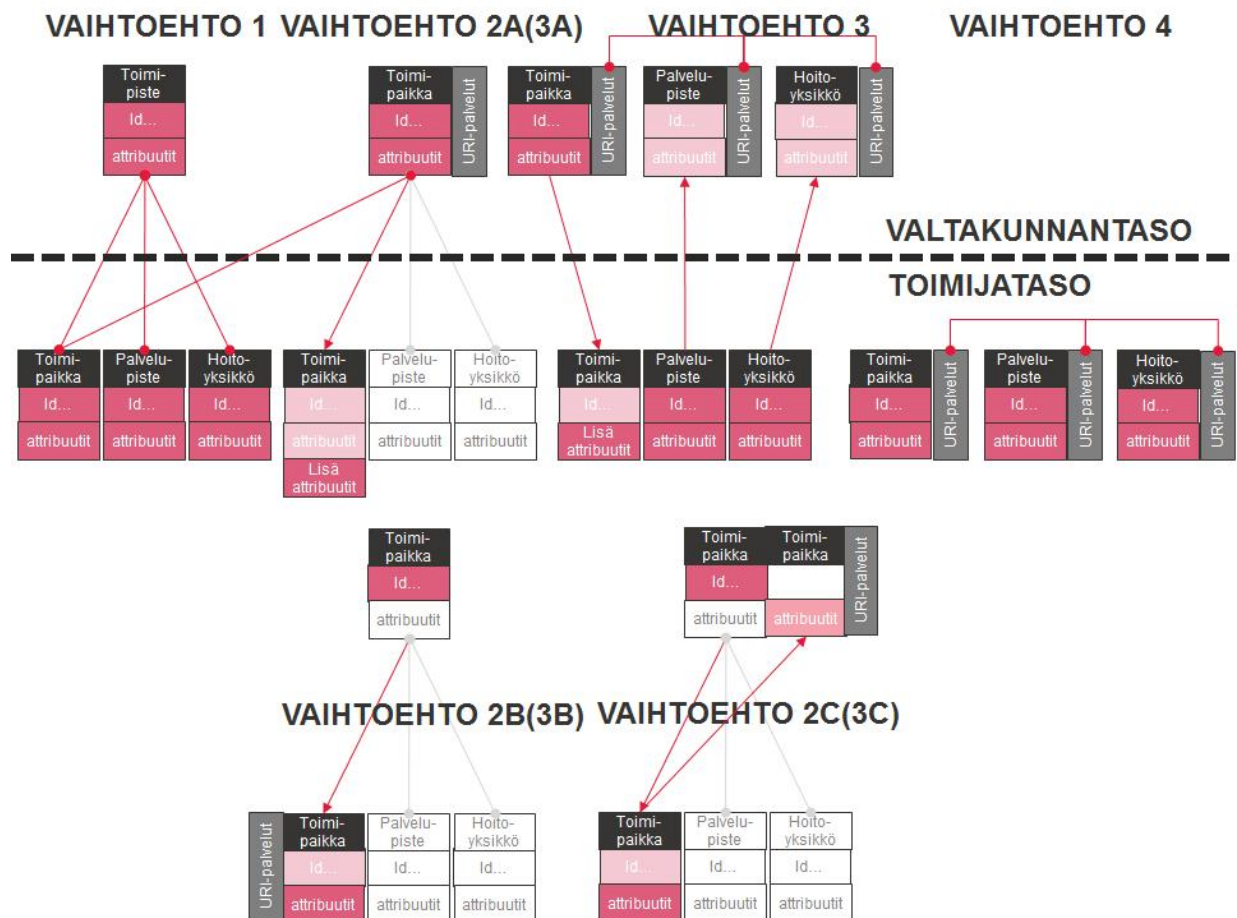 VAIHTOEHTO 1
VAIHTOEHTO 2A(3A)
VAIHTOEHTO 3
VAIHTOEHTO 4
Toimi-
piste
Id...
attribuutit
Toimi-
paikka
Id...
attribuutit
URI-palvelut
Toimi-
paikka
Id...
attribuutit
URI-palvelut
Palvelu-
piste
Id...
attribuutit
URI-palvelut
Hoito-
yksikkö
Id...
attribuutit
URI-palvelut
VALTAKUNNANTASO
TOIMIJATASO
Toimi-
paikka
Id...
attribuutit
Palvelu-
piste
Id...
attribuutit
Hoito-
yksikkö
Id...
attribuutit
Toimi-
paikka
Id...
attribuutit
Lisä
attribuutit
Palvelu-
piste
Id...
attribuutit
Hoito-
yksikkö
Id...
attribuutit
Toimi-
paikka
Id...
Lisä
attribuutit
Palvelu-
piste
Id...
attribuutit
Hoito-
yksikkö
Id...
attribuutit
Toimi-
paikka
Id...
attribuutit
URI-palvelut
Palvelu-
piste
Id...
attribuutit
URI-palvelut
Hoito-
yksikkö
Id...
attribuutit
URI-palvelut
Toimi-
paikka
Id...
attribuutit
Toimi-
paikka
Id...
attribuutit
Toimi-
paikka
attribuutit
URI-palvelut
VAIHTOEHTO 2B(3B)
VAIHTOEHTO 2C(3C)
URI-palvelut
Toimi-
paikka
Id...
attribuutit
Palvelu-
piste
Id...
attribuutit
Hoito-
yksikkö
Id...
attribuutit
Toimi-
paikka
Id...
attribuutit
Palvelu-
piste
Id...
attribuutit
Hoito-
yksikkö
Id...
attribuutit